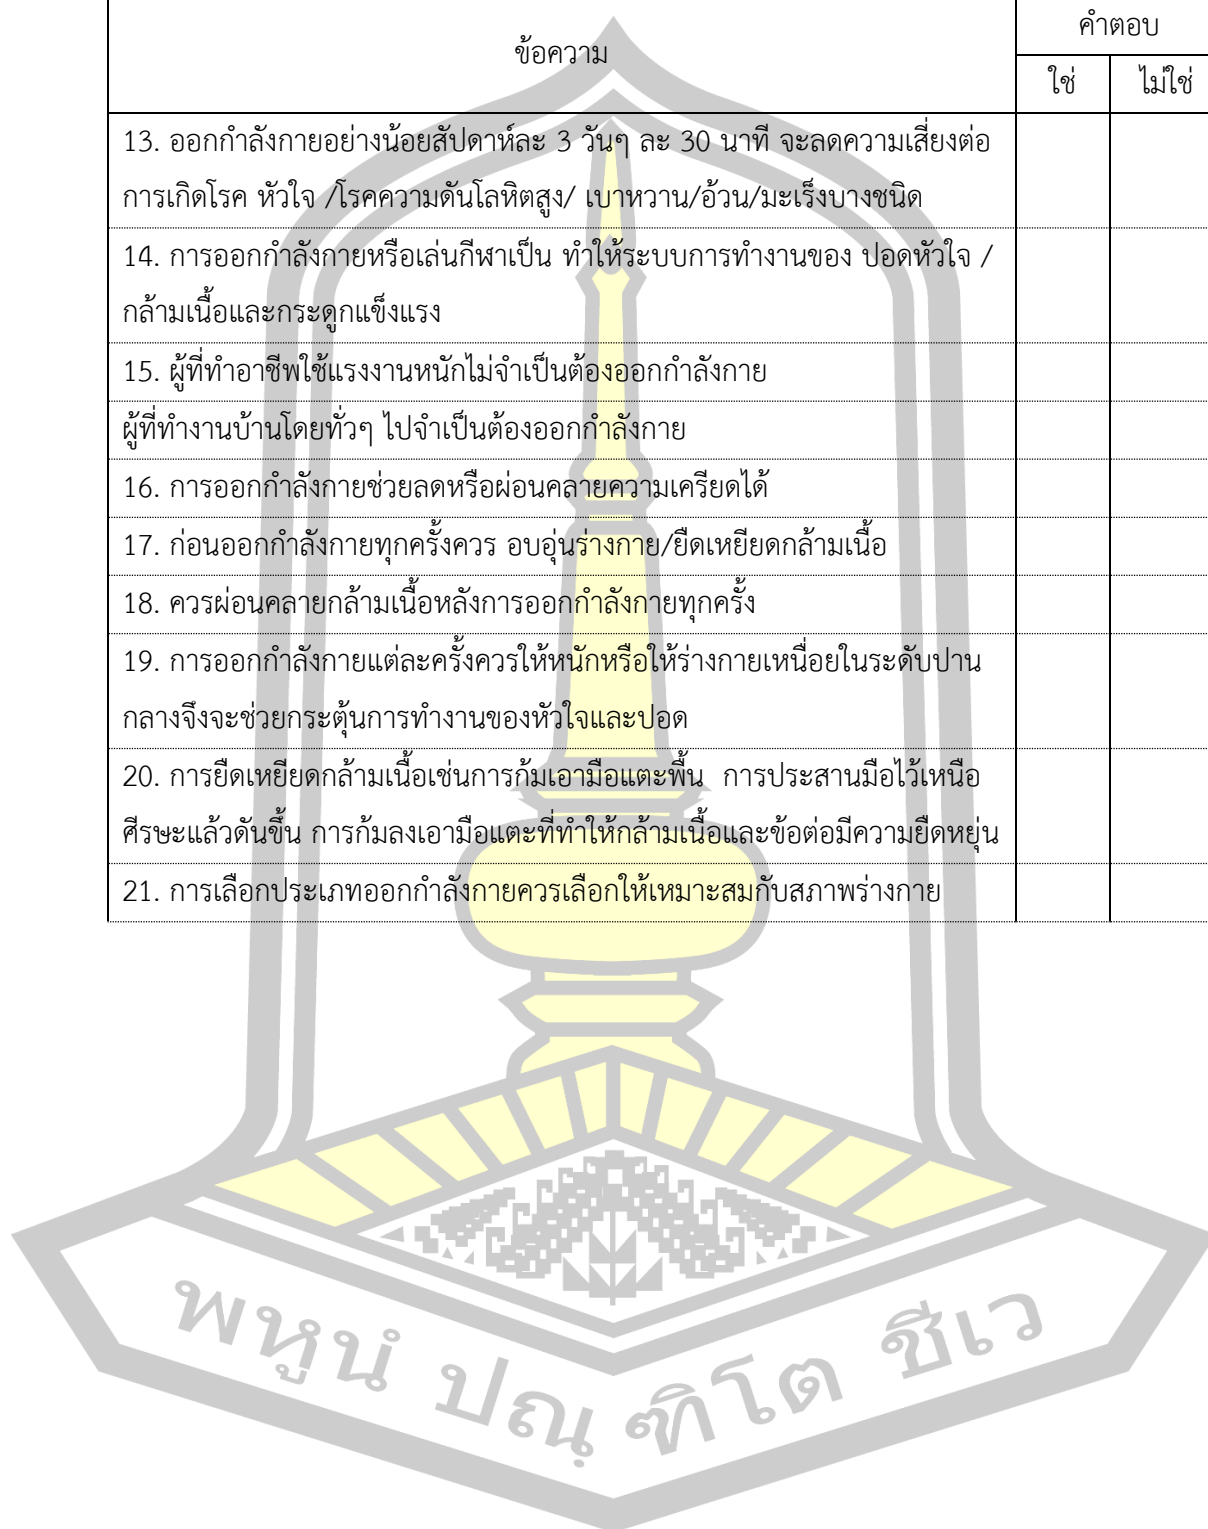 ข้อความ
คำตอบ
ใช่ ไม่ใช่
13. ออกกำลังกายอย่างน้อยสัปดาห์ละ 3 วันๆ ละ 30 นาที จะลดความเสี่ยงต่อ
การเกิดโรค หัวใจ /โรคความดันโลหิตสูง/ เบาหวาน/อ้วน/มะเร็งบางชนิด
14. การออกกำลังกายหรือเล่นกีฬาเป็น ทำให้ระบบการทำงานของ ปอดหัวใจ /
กล้ามเนื้อและกระดูกแข็งแรง
15. ผู้ที่ทำอาชีพใช้แรงงานหนักไม่จำเป็นต้องออกกำลังกาย
ผู้ที่ทำงานบ้านโดยทั่วๆ ไปจำเป็นต้องออกกำลังกาย
16. การออกกำลังกายช่วยลดหรือผ่อนคลายความเครียดได้
17. ก่อนออกกำลังกายทุกครั้งควร อบอุ่นร่างกาย/ยืดเหยียดกล้ามเนื้อ
18. ควรผ่อนคลายกล้ามเนื้อหลังการออกกำลังกายทุกครั้ง
19. การออกกำลังกายแต่ละครั้งควรให้หนักหรือให้ร่างกายเหนื่อยในระดับปาน
กลางจึงจะช่วยกระตุ้นการทำงานของหัวใจและปอด
20. การยืดเหยียดกล้ามเนื้อเช่นการก้มเอามือแตะพื้น การประสานมือไว้เหนือ
ศีรษะแล้วดันขึ้น การก้มลงเอามือแตะที่ทำให้กล้ามเนื้อและข้อต่อมีความยืดหยุ่น
21. การเลือกประเภทออกกำลังกายควรเลือกให้เหมาะสมกับสภาพร่างกาย
พหูนํ ปณฺฑิโต ชีเว